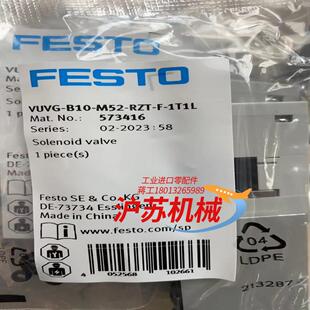 FESTO
FESTO
VUVG-B10-M52-RZT-F-1T1L
Mat. No.: 573416
Series: 02-2023:58
Solenoid valve
1 piece(s)
工业进口零配件
蒋工18013265989
沪苏机械
Festo SE & Co. KG
DE-73734 Esslingen
Made in China
www.festo.com/sp
4 052568 102661
04
LDPE
213287